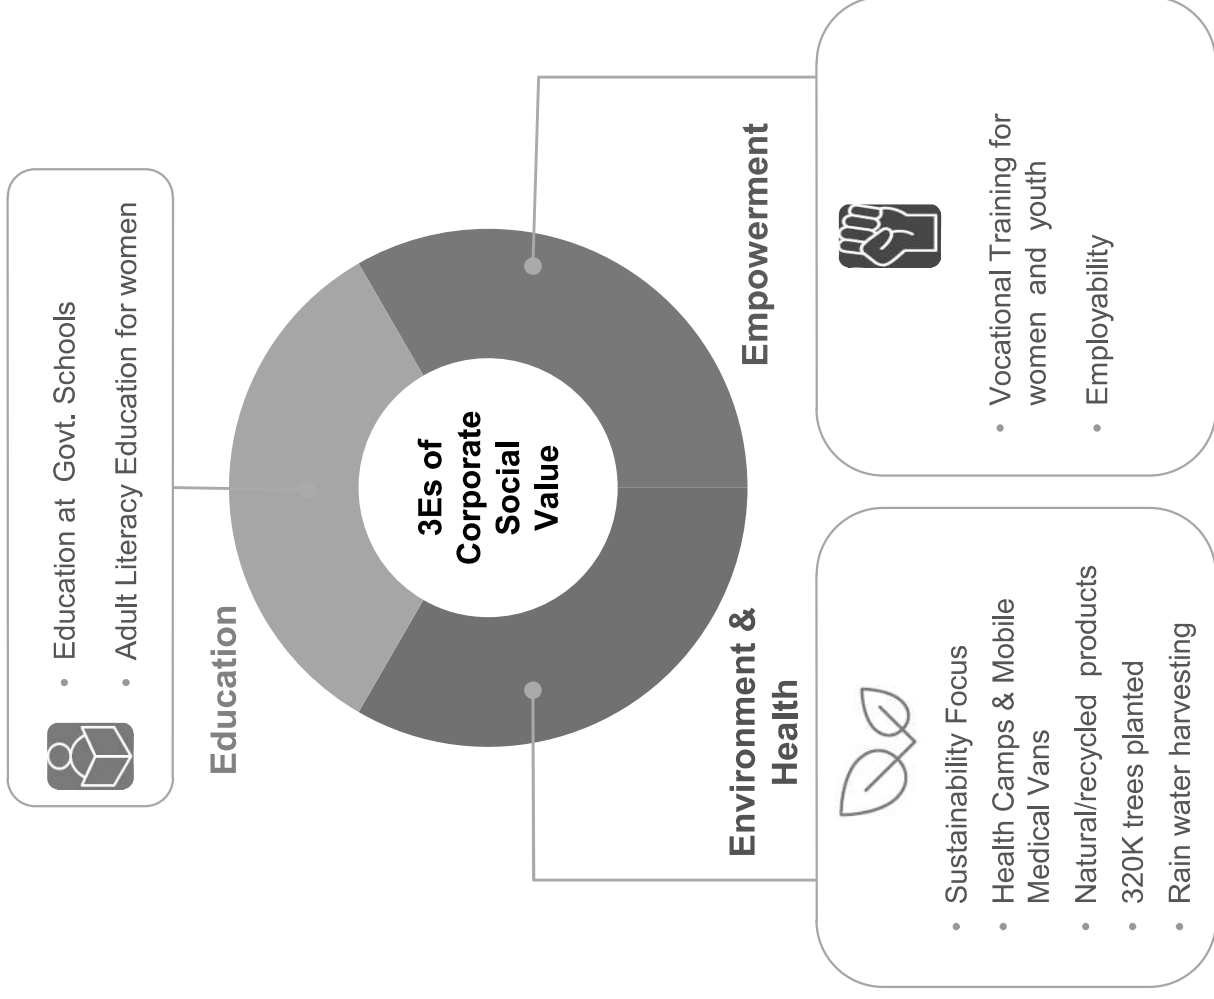 • Education at Govt. Schools
• Adult Literacy Education for women
Education
3Es of
Corporate
Social
Value
Environment &
Health
Empowerment
• Sustainability Focus
• Health Camps & Mobile
Medical Vans
• Natural/recycled products
• 320K trees planted
• Rain water harvesting
• Vocational Training for
women and youth
• Employability